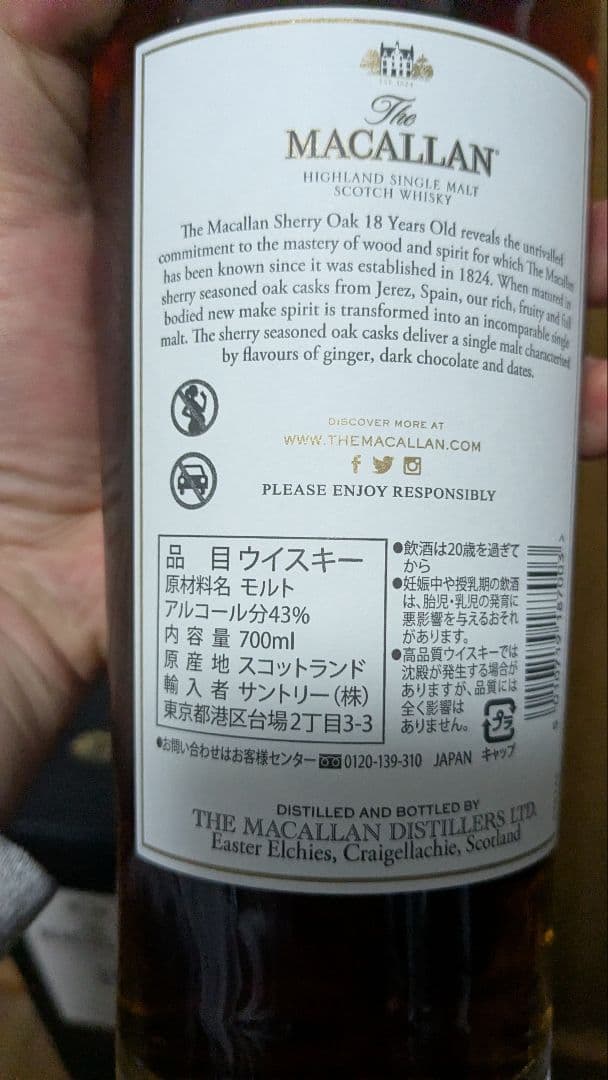 The
MACALLAN
HIGHLAND SINGLE MALT
SCOTCH WHISKY
The Macallan Sherry Oak 18 Years Old reveals the unrivalled
commitment to the mastery of wood and spirit for which The Macallan
has been known since it was established in 1824. When matured in
sherry seasoned oak casks from Jerez, Spain, our rich, fruity and full
bodied new make spirit is transformed into an incomparable single
malt. The sherry seasoned oak casks deliver a single malt characterised
by flavours of ginger, dark chocolate and dates.
DISCOVER MORE AT
WWW.THEMACALLAN.COM
PLEASE ENJOY RESPONSIBLY
品 目 ウイスキー
原材料名 モルト
アルコール分43%
内 容 量 700ml
原 産 地 スコットランド
輸 入 者 サントリー(株)
東京都港区台場2丁目3-3
●飲酒は20歳を過ぎて
から
●妊娠中や授乳期の飲酒
は、胎児・乳児の発育に
悪影響を与えるおそれ
があります。
●高品質ウイスキーでは
沈殿が発生する場合が
ありますが、品質には
全く影響は
ありません。
プラ
キャップ
●お問い合わせはお客様センター 0120-139-310 JAPAN
DISTILLED AND BOTTLED BY
THE MACALLAN DISTILLERS LTD.
Easter Elchies, Craigellachie, Scotland